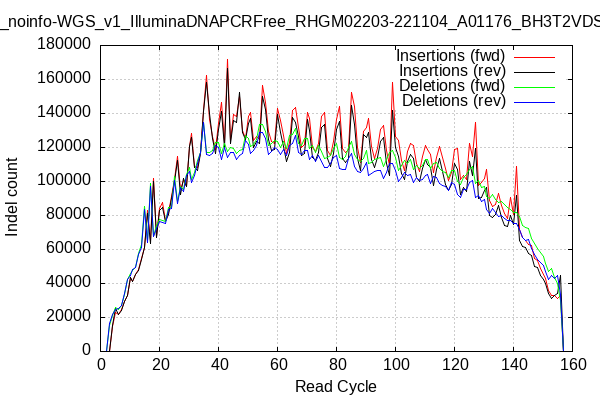 _noinfo-WGS_v1_IlluminaDNAPCRFree_RHGM02203-221104_A01176_BH3T2VDS
Insertions (fwd)
Insertions (rev)
Deletions (fwd)
Deletions (rev)
Indel count
180000
160000
140000
120000
100000
80000
60000
40000
20000
0
0 20 40 60 80 100 120 140 160
Read Cycle